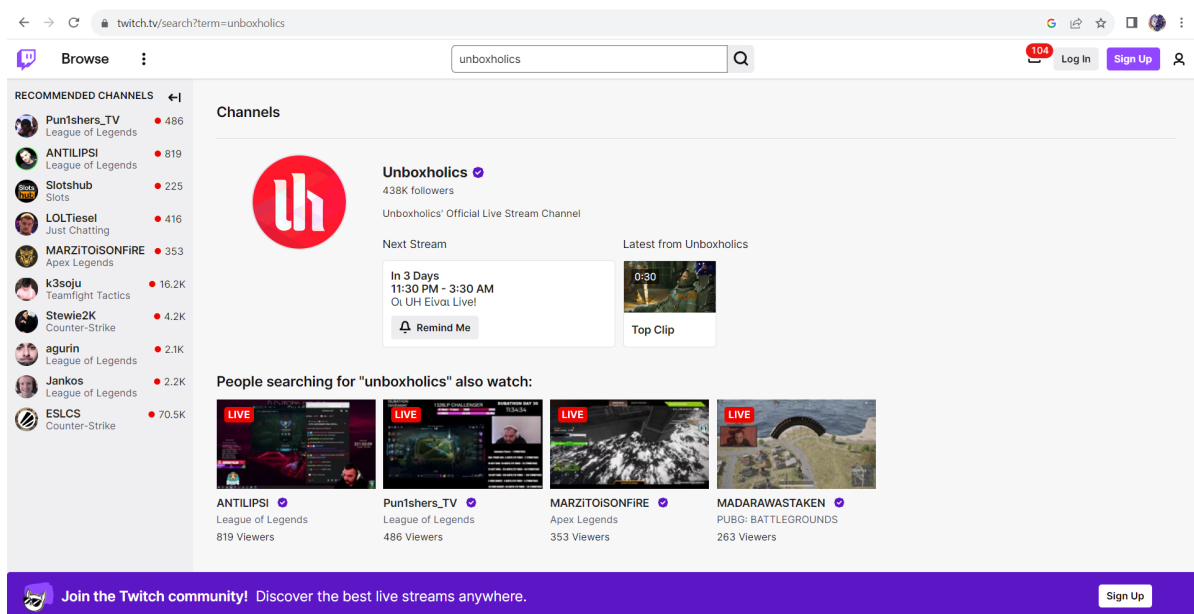 twitch.tv/search?term=unboxholics
Browse
unboxholics
104
Log In
Sign Up
RECOMMENDED CHANNELS
Pun1shers_TV
486
League of Legends
ANTILIPSI
819
League of Legends
Slotshub
225
Slots
LOLTiesel
416
Just Chatting
MARZiTOiSONFiRE
353
Apex Legends
k3soju
16.2K
Teamfight Tactics
Stewie2K
4.2K
Counter-Strike
agurin
2.1K
League of Legends
Jankos
2.2K
League of Legends
ESLCS
70.5K
Counter-Strike
Channels
uh
Unboxholics
438K followers
Unboxholics' Official Live Stream Channel
Next Stream
In 3 Days
11:30 PM - 3:30 AM
Οι UH Είναι Live!
Remind Me
Latest from Unboxholics
0:30
Top Clip
People searching for "unboxholics" also watch:
LIVE
ANTILIPSI
League of Legends
819 Viewers
LIVE
SUBATHON DAY
11:34:34
Pun1shers_TV
League of Legends
486 Viewers
LIVE
MARZiTOiSONFiRE
Apex Legends
353 Viewers
LIVE
MADARAWASTAKEN
PUBG: BATTLEGROUNDS
263 Viewers
Join the Twitch community! Discover the best live streams anywhere.
Sign Up